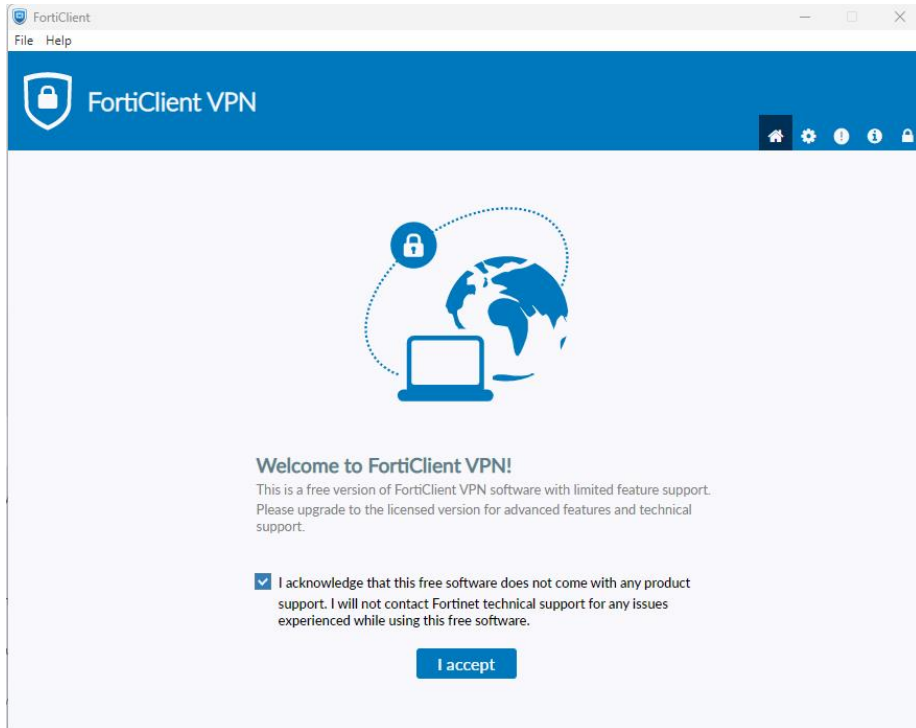 FortiClient
File Help
FortiClient VPN
Welcome to FortiClient VPN!
This is a free version of FortiClient VPN software with limited feature support.
Please upgrade to the licensed version for advanced features and technical
support.
I acknowledge that this free software does not come with any product
support. I will not contact Fortinet technical support for any issues
experienced while using this free software.
I accept